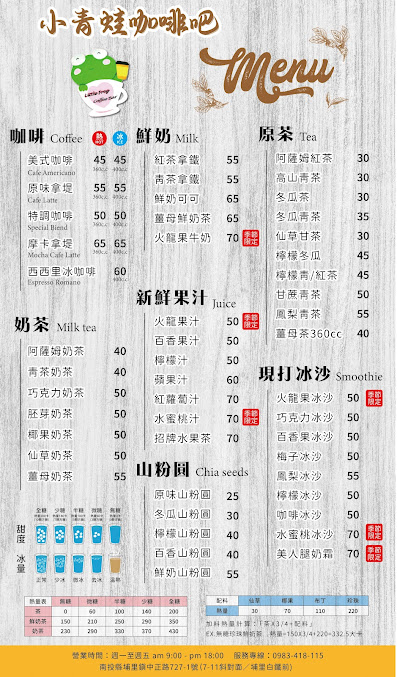 小青蛙咖啡吧
Little Frog
Coffee Bar
Menu
咖啡 Coffee 熱 HOT 冰 ICE
美式咖啡 45 45
Cafe Americano 360cc 400cc
原味拿堤 55 55
Cafe Latte 360cc 400cc
特調咖啡 50 50
Special Blend 360cc 400cc
摩卡拿堤 65 65
Mocha Cafe Latte 360cc 400cc
西西里冰咖啡 60
Espresso Romano 400cc
奶茶 Milk tea
阿薩姆奶茶 40
青茶奶茶 40
巧克力奶茶 50
胚芽奶茶 50
椰果奶茶 50
仙草奶茶 50
薑母奶茶 55
甜度 全糖 少糖 半糖 微糖 無糖
冰量
正常 少冰 微冰 去冰 溫熱
鮮奶 Milk
紅茶拿鐵 55
青茶拿鐵 55
鮮奶可可 65
薑母鮮奶茶 65
火龍果牛奶 70 季節限定
新鮮果汁 Juice
火龍果汁 50 季節限定
百香果汁 50
檸檬汁 50
蘋果汁 60
紅蘿蔔汁 70
水蜜桃汁 70 季節限定
招牌水果茶 70
山粉圓 Chia seeds
原味山粉圓 25
冬瓜山粉圓 30
檸檬山粉圓 40
百香山粉圓 40
鮮奶山粉圓 55
原茶 Tea
阿薩姆紅茶 30
高山青茶 30
冬瓜茶 30
冬瓜青茶 35
仙草甘茶 30
檸檬冬瓜 45
檸檬青/紅茶 45
甘蔗青茶 50
鳳梨青茶 55
薑母茶360cc 40
現打冰沙 Smoothie
火龍果冰沙 50 季節限定
巧克力冰沙 50
百香果冰沙 50
梅子冰沙 50
鳳梨冰沙 55
檸檬冰沙 50
咖啡冰沙 50
水蜜桃冰沙 70 季節限定
美人腿奶霜 70 季節限定
熱量表 無糖 微糖 半糖 少糖 全糖
茶 0 60 100 140 200
鮮奶茶 150 210 250 290 350
奶茶 230 290 330 370 430
配料 仙草 椰果 布丁 珍珠
熱量 30 70 110 220
加料熱量計算：「茶X3/4+配料」
EX.無糖珍珠鮮奶茶，熱量=150X3/4+220=332.5大卡
營業時間：週一至週五 am 9:00 - pm 18:00 服務專線：0983-418-115
南投縣埔里鎮中正路727-1號(7-11斜對面／埔里白鐵前)